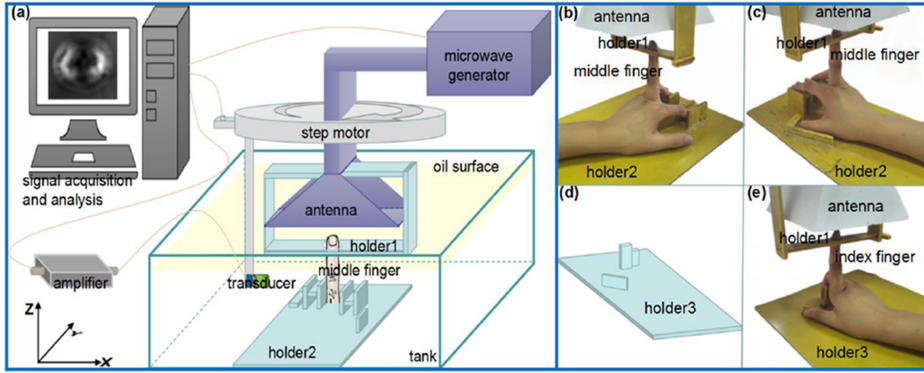 (a)
microwave
generator
step motor
oil surface
signal acquisition
and analysis
antenna
holder1
middle finger
amplifier
transducer
holder2
tank
Z
Y
X
(b)
antenna
holder1
middle finger
holder2
(c)
antenna
holder1
middle finger
holder2
(d)
holder3
(e)
antenna
holder1
index finger
holder3